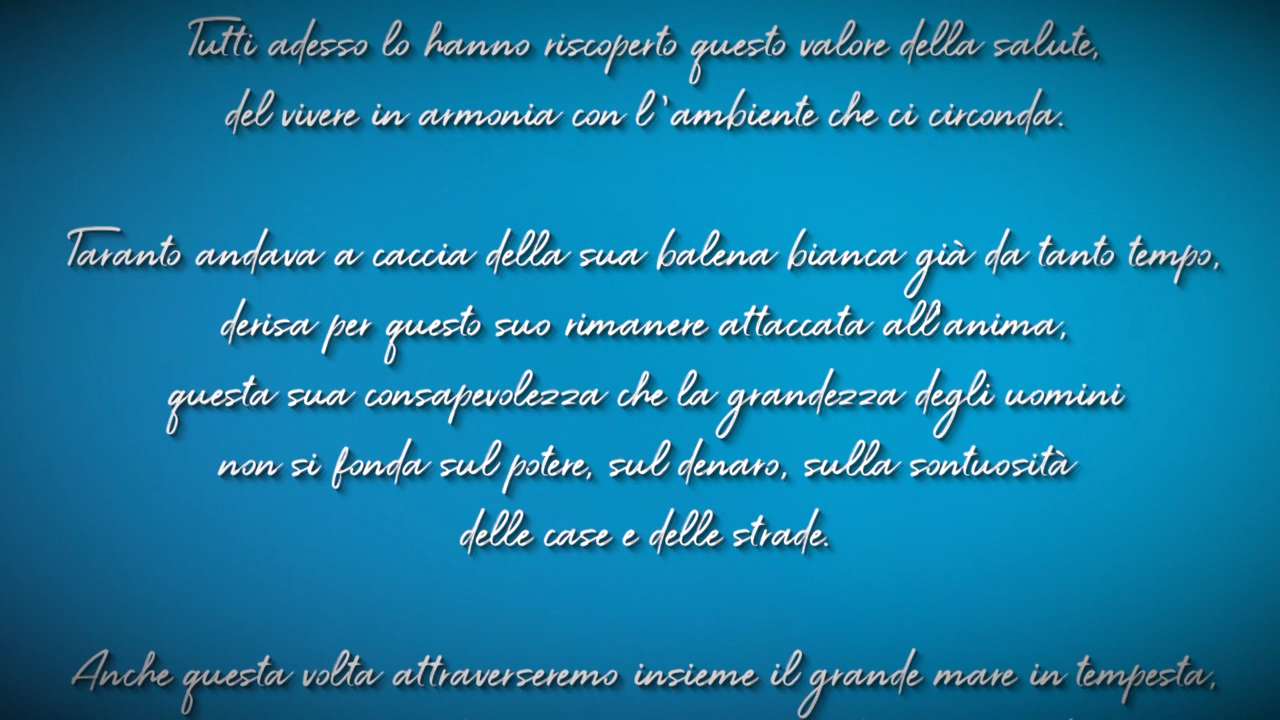 Tutti adesso lo hanno riscoperto questo valore della salute,
del vivere in armonia con l'ambiente che ci circonda.
Taranto andava a caccia della sua balena bianca già da tanto tempo,
derisa per questo suo rimanere attaccata all'anima,
questa sua consapevolezza che la grandezza degli uomini
non si fonda sul potere, sul denaro, sulla sontuosità
delle case e delle strade.
Anche questa volta attraverseremo insieme il grande mare in tempesta,